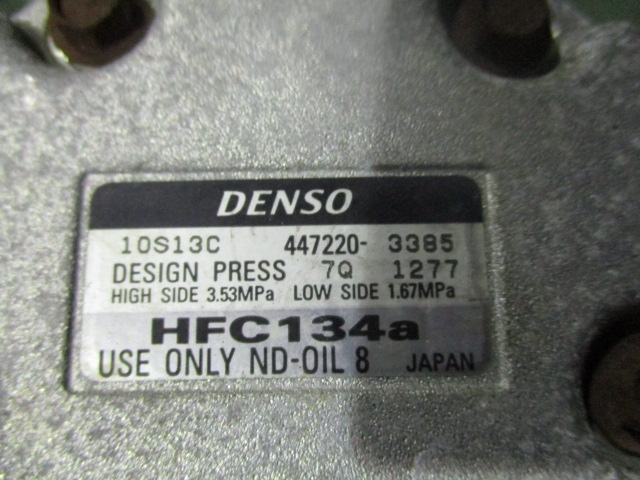 DENSO
10S13C 447220- 3385
DESIGN PRESS 7Q 1277
HIGH SIDE 3.53MPa LOW SIDE 1.67MPa
HFC134a
USE ONLY ND-OIL 8 JAPAN